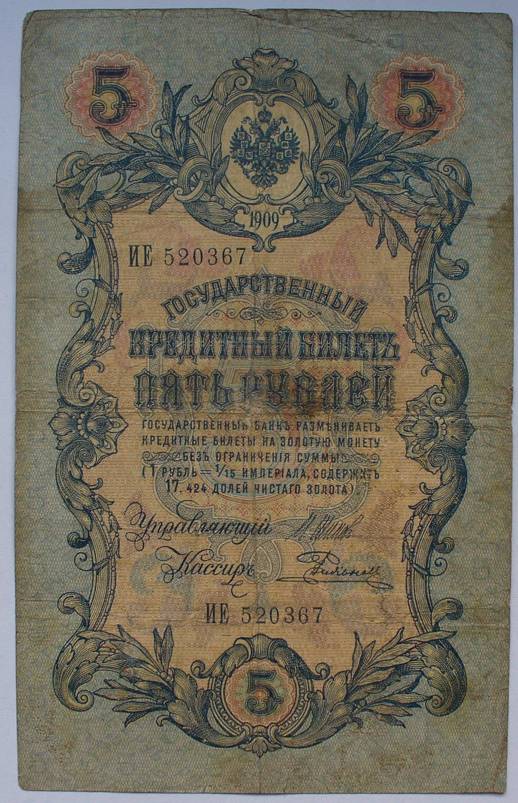 5 5
1909
ИЕ 520367
ГОСУДАРСТВЕННЫЙ
КРЕДИТНЫЙ БИЛЕТЪ
ПЯТЬ РУБЛЕЙ
ГОСУДАРСТВЕННЫЙ БАНКЪ РАЗМѢНИВАЕТЪ
КРЕДИТНЫЕ БИЛЕТЫ НА ЗОЛОТУЮ МОНЕТУ
БЕЗЪ ОГРАНИЧЕНІЯ СУММЫ
(1 РУБЛЬ = 1/15 ИМПЕРІАЛА, СОДЕРЖИТЪ
17, 424 ДОЛЕЙ ЧИСТАГО ЗОЛОТА).
Управляющій
Кассиръ
ИЕ 520367
5